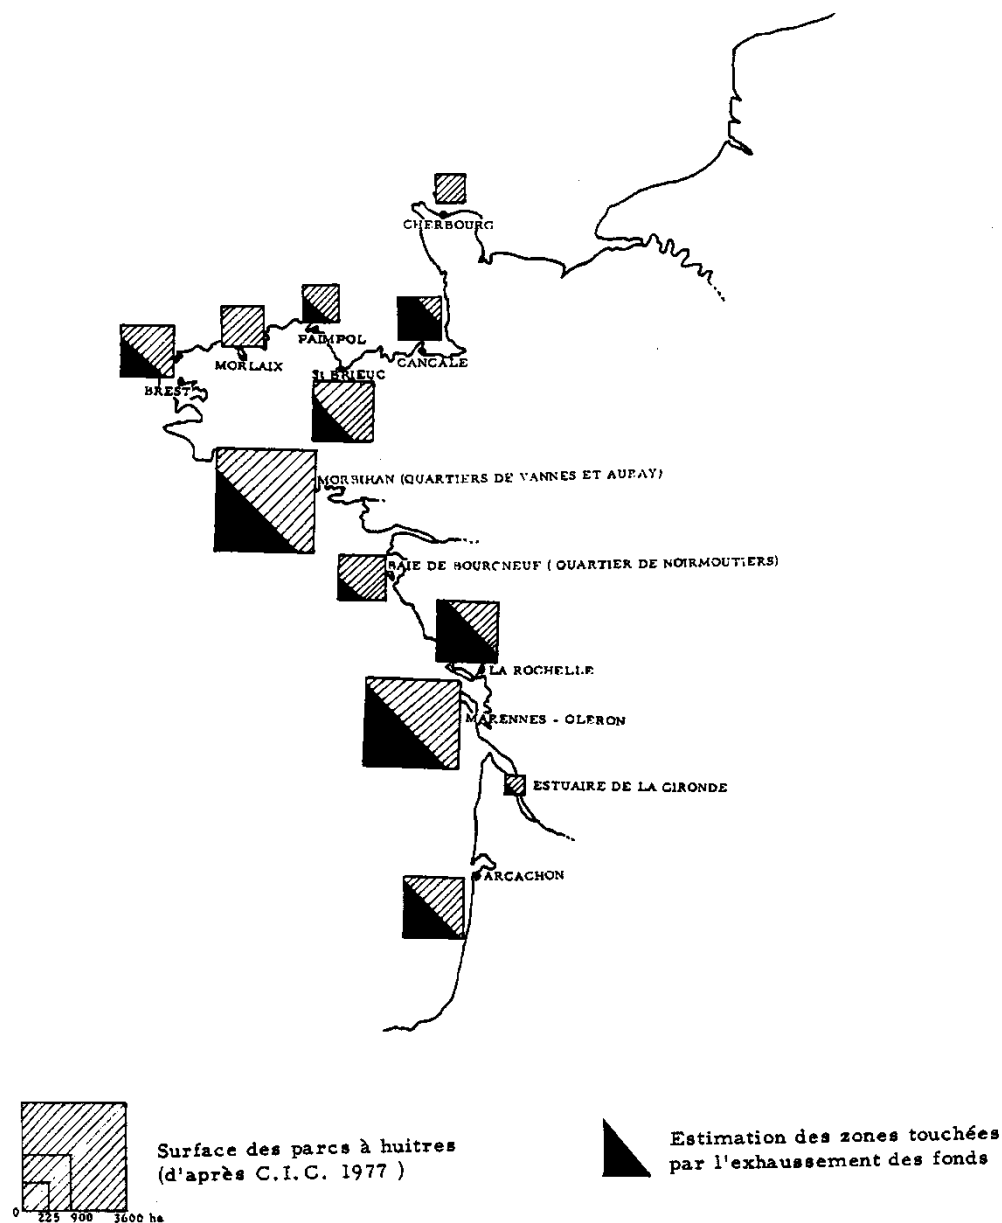 CHERBOURG
PAIMPOL
MORLAIX
CANCALE
St BRIEUC
BREST
MORBIHAN (QUARTIERS DE VANNES ET AURAY)
BAIE DE BOURGNEUF ( QUARTIER DE NOIRMOUTIERS)
LA ROCHELLE
MARENNES - OLERON
ESTUAIRE DE LA GIRONDE
ARCACHON
Surface des parcs à huitres
(d'après C.I.C. 1977 )
0 225 900 3600 ha
Estimation des zones touchées
par l'exhaussement des fonds